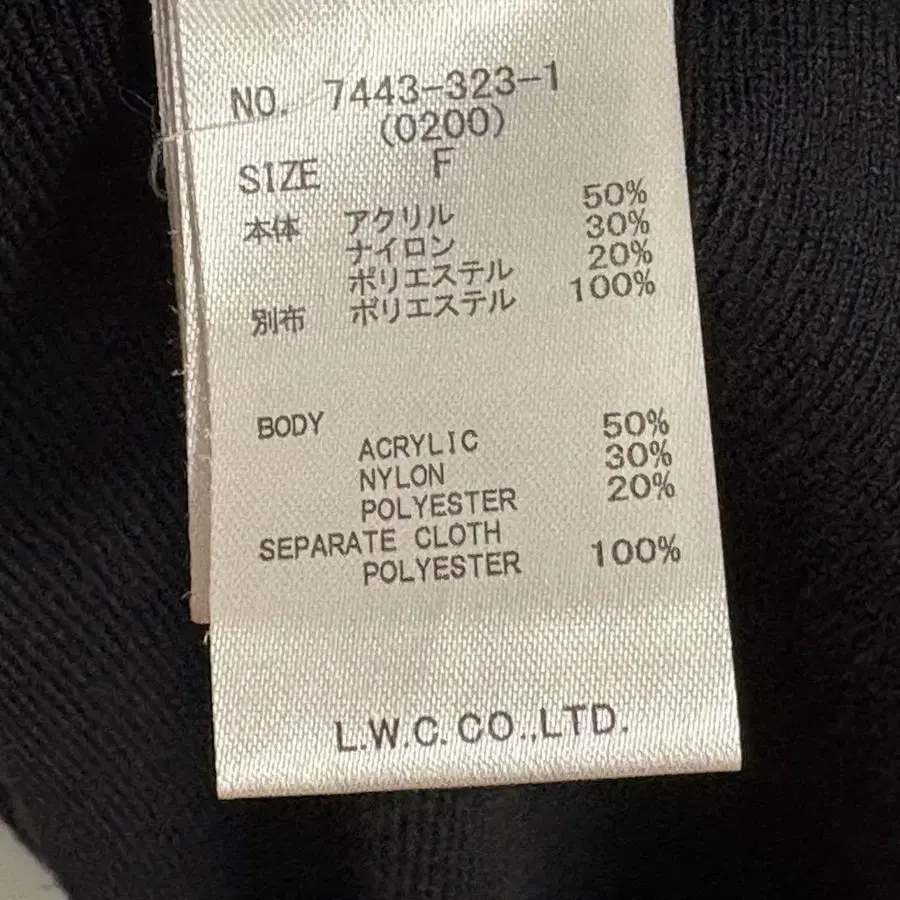 NO. 7443-323-1
(0200)
SIZE F
本体 アクリル 50%
ナイロン 30%
ポリエステル 20%
別布 ポリエステル 100%
BODY
ACRYLIC 50%
NYLON 30%
POLYESTER 20%
SEPARATE CLOTH
POLYESTER 100%
L.W.C. CO.,LTD.